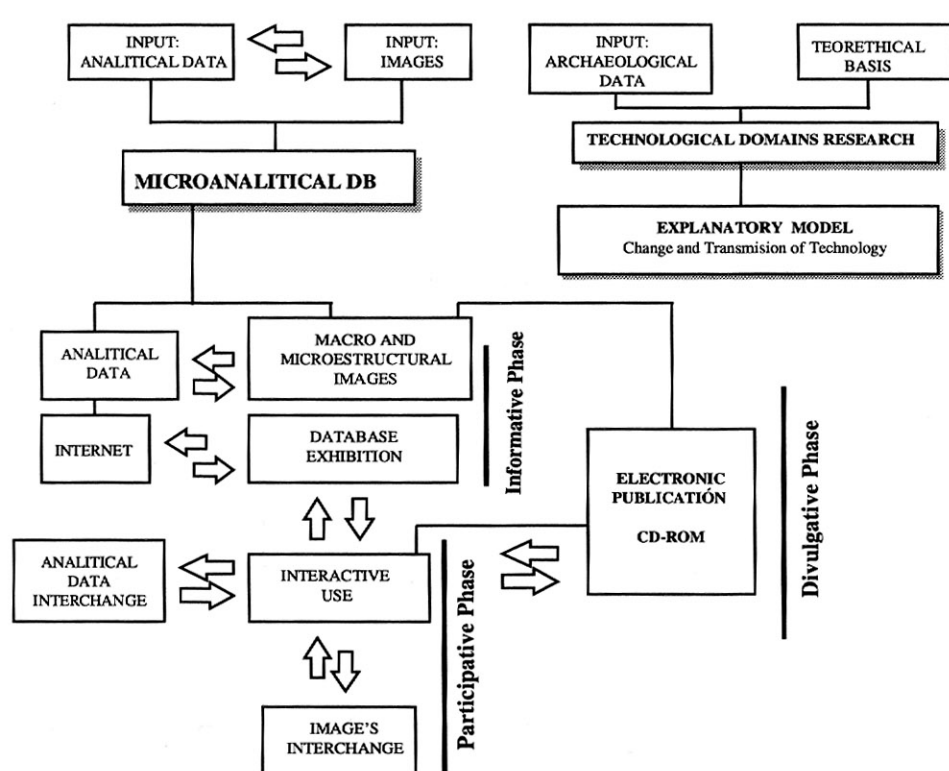 INPUT:
ANALITICAL DATA
INPUT:
IMAGES
INPUT:
ARCHAEOLOGICAL
DATA
TEORETHICAL
BASIS
TECHNOLOGICAL DOMAINS RESEARCH
MICROANALITICAL DB
EXPLANATORY MODEL
Change and Transmision of Technology
ANALITICAL
DATA
MACRO AND
MICROESTRUCTURAL
IMAGES
Informative Phase
INTERNET
DATABASE
EXHIBITION
ELECTRONIC
PUBLICATIÓN
CD-ROM
Divulgative Phase
ANALITICAL
DATA
INTERCHANGE
INTERACTIVE
USE
Participative Phase
IMAGE'S
INTERCHANGE